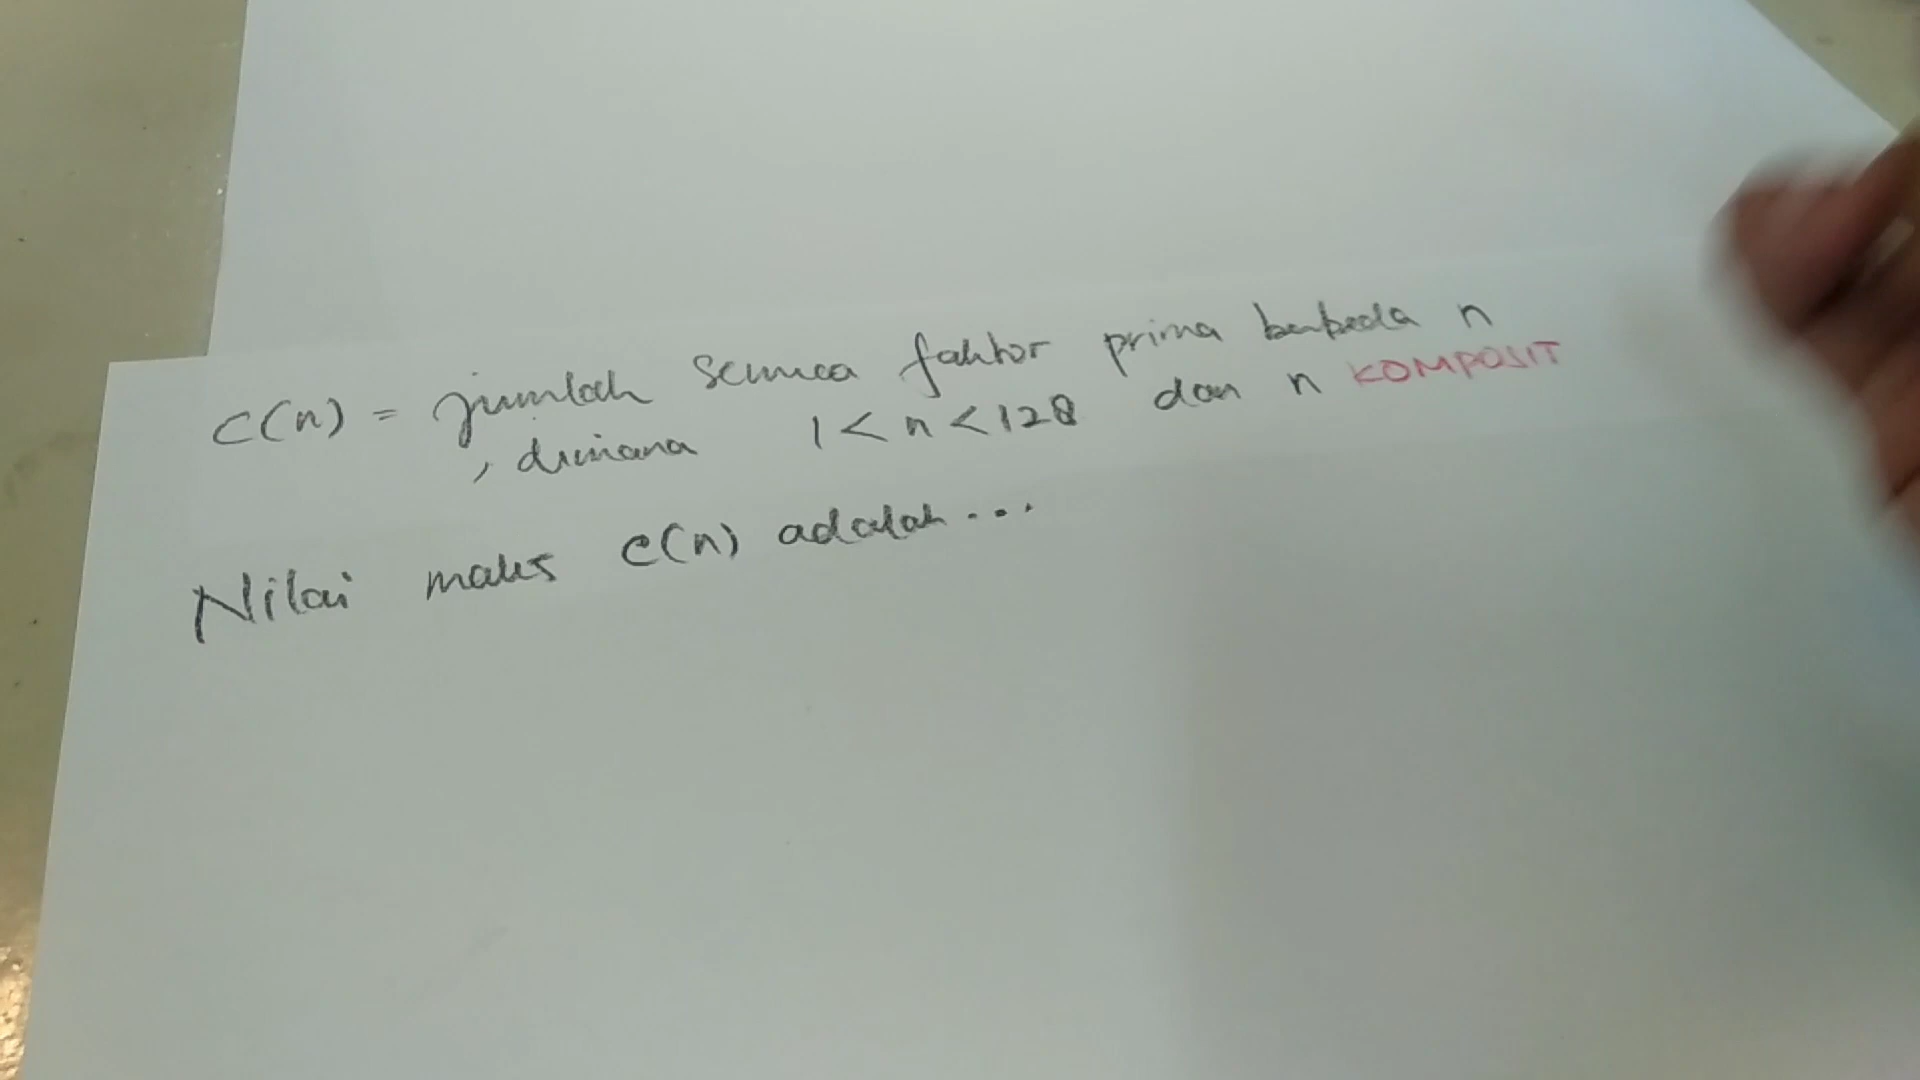 c(n) = jumlah semua faktor prima berbeda n
, dimana 1 < n < 128 dan n KOMPOSIT
Nilai maks c(n) adalah ...